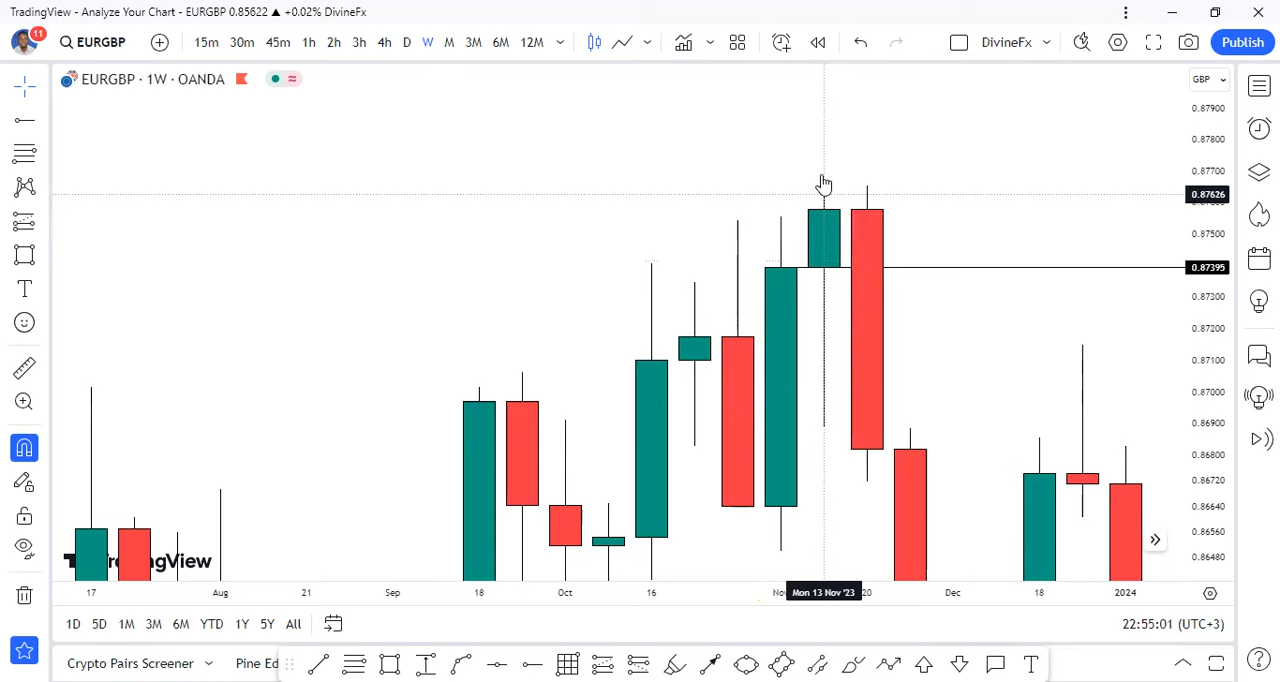 TradingView - Analyze Your Chart - EURGBP 0.85622 ▲ +0.02% DivineFx
11
EURGBP
15m 30m 45m 1h 2h 3h 4h D W M 3M 6M 12M
DivineFx
Publish
EURGBP · 1W · OANDA
GBP
0.87900
0.87800
0.87700
0.87626
0.87500
0.87395
0.87300
0.87200
0.87100
0.87000
0.86900
0.86800
0.86720
0.86640
0.86560
0.86480
17 Aug 21 Sep 18 Oct 16 Mon 13 Nov '23 20 Dec 18 2024
1D 5D 1M 3M 6M YTD 1Y 5Y All
22:55:01 (UTC+3)
Crypto Pairs Screener
Pine Ed